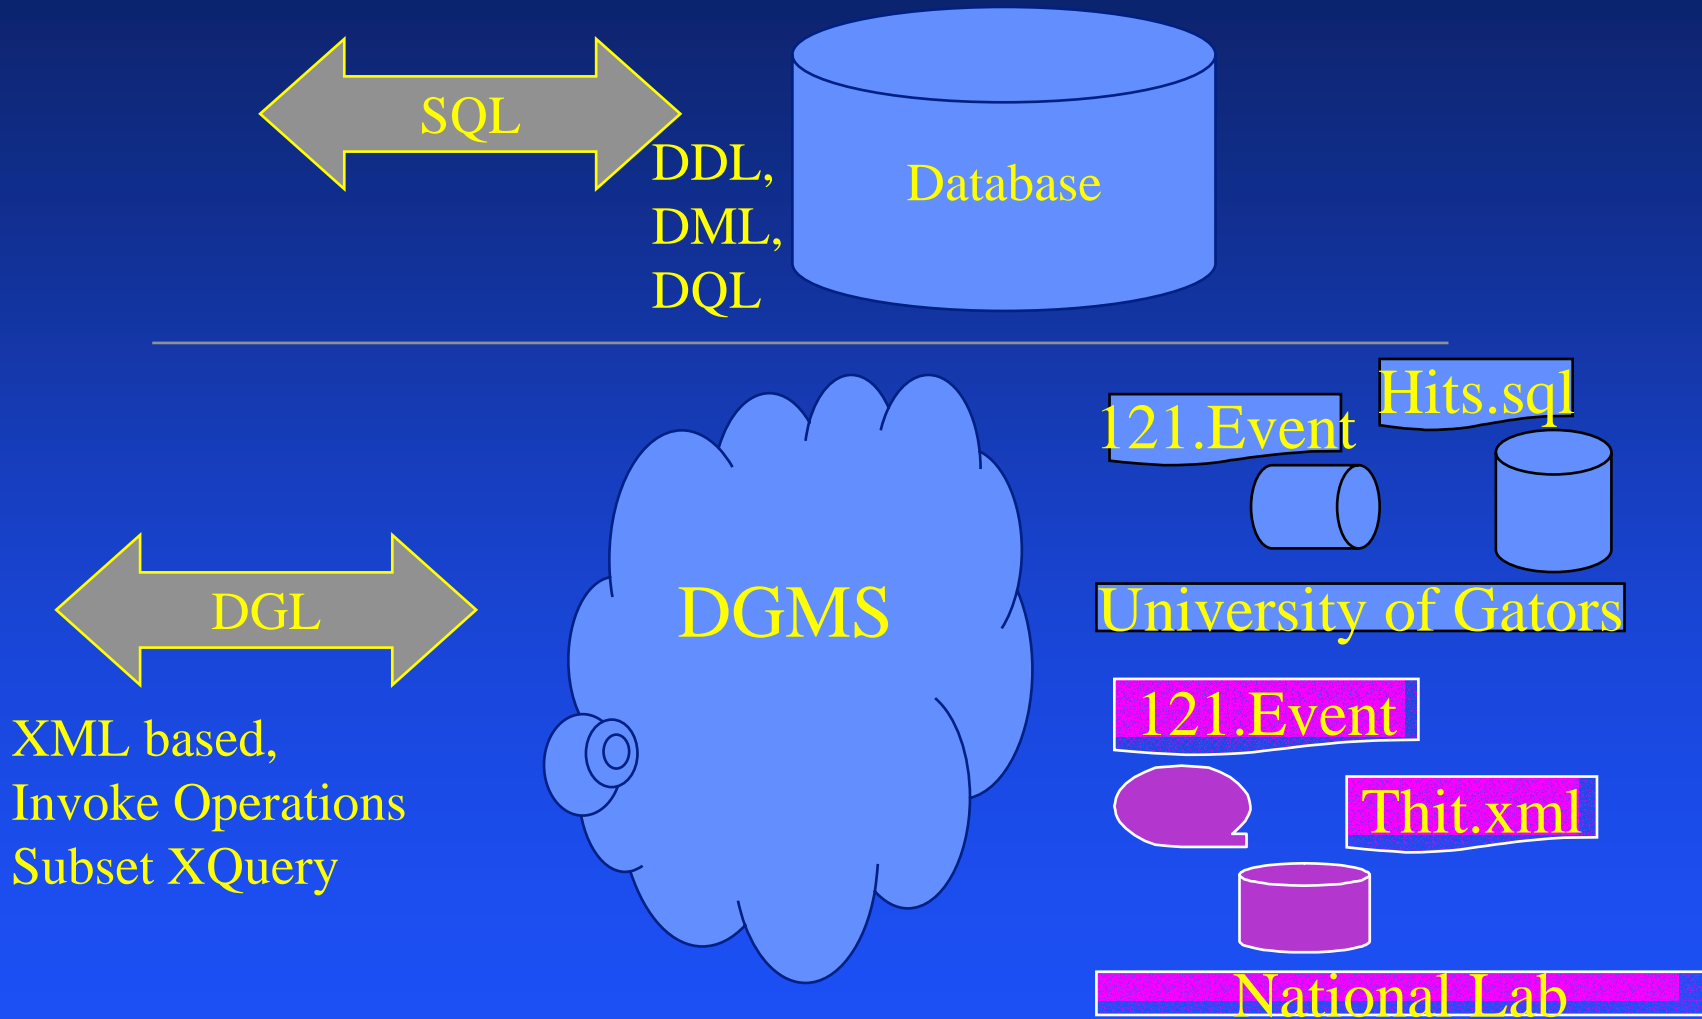 SQL
DDL,
DML,
DQL
Database
Hits.sql
121.Event
DGL
DGMS
University of Gators
XML based,
Invoke Operations
Subset XQuery
121.Event
Thit.xml
National Lab